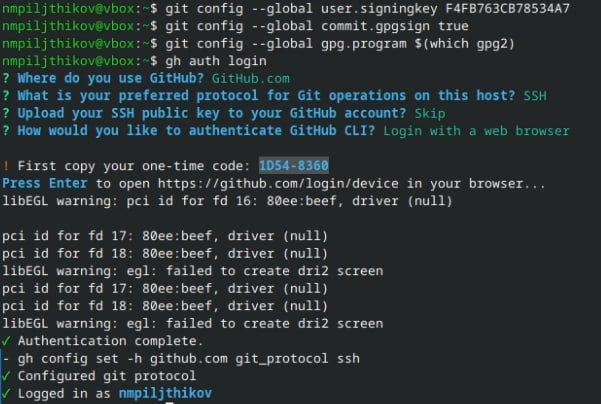 nmpiljthikov@vbox:~$ git config --global user.signingkey F4FB763CB78534A7
nmpiljthikov@vbox:~$ git config --global commit.gpgsign true
nmpiljthikov@vbox:~$ git config --global gpg.program $(which gpg2)
nmpiljthikov@vbox:~$ gh auth login
? Where do you use GitHub? GitHub.com
? What is your preferred protocol for Git operations on this host? SSH
? Upload your SSH public key to your GitHub account? Skip
? How would you like to authenticate GitHub CLI? Login with a web browser
! First copy your one-time code: 1D54-8360
Press Enter to open https://github.com/login/device in your browser...
libEGL warning: pci id for fd 16: 80ee:beef, driver (null)
pci id for fd 17: 80ee:beef, driver (null)
pci id for fd 18: 80ee:beef, driver (null)
libEGL warning: egl: failed to create dri2 screen
pci id for fd 17: 80ee:beef, driver (null)
pci id for fd 18: 80ee:beef, driver (null)
libEGL warning: egl: failed to create dri2 screen
✓ Authentication complete.
- gh config set -h github.com git_protocol ssh
✓ Configured git protocol
✓ Logged in as nmpiljthikov